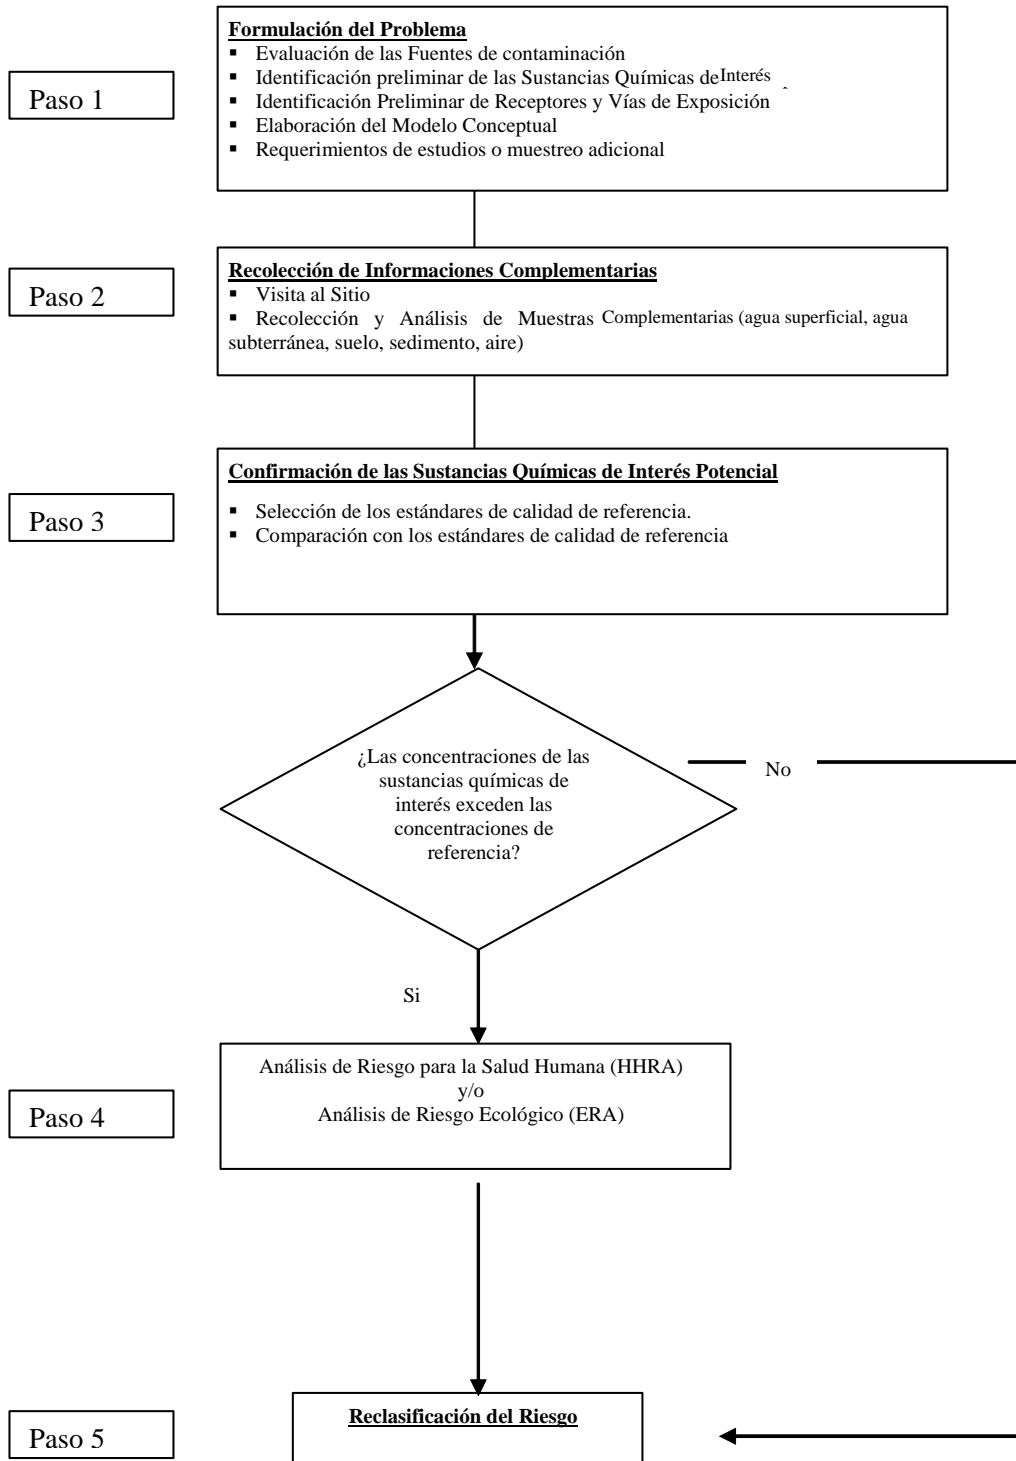 Paso 1
Formulación del Problema
▪ Evaluación de las Fuentes de contaminación
▪ Identificación preliminar de las Sustancias Químicas de Interés
▪ Identificación Preliminar de Receptores y Vías de Exposición
▪ Elaboración del Modelo Conceptual
▪ Requerimientos de estudios o muestreo adicional
Paso 2
Recolección de Informaciones Complementarias
▪ Visita al Sitio
▪ Recolección y Análisis de Muestras Complementarias (agua superficial, agua
subterránea, suelo, sedimento, aire)
Paso 3
Confirmación de las Sustancias Químicas de Interés Potencial
▪ Selección de los estándares de calidad de referencia.
▪ Comparación con los estándares de calidad de referencia
¿Las concentraciones de las
sustancias químicas de
interés exceden las
concentraciones de
referencia?
No
Si
Paso 4
Análisis de Riesgo para la Salud Humana (HHRA)
y/o
Análisis de Riesgo Ecológico (ERA)
Paso 5
Reclasificación del Riesgo